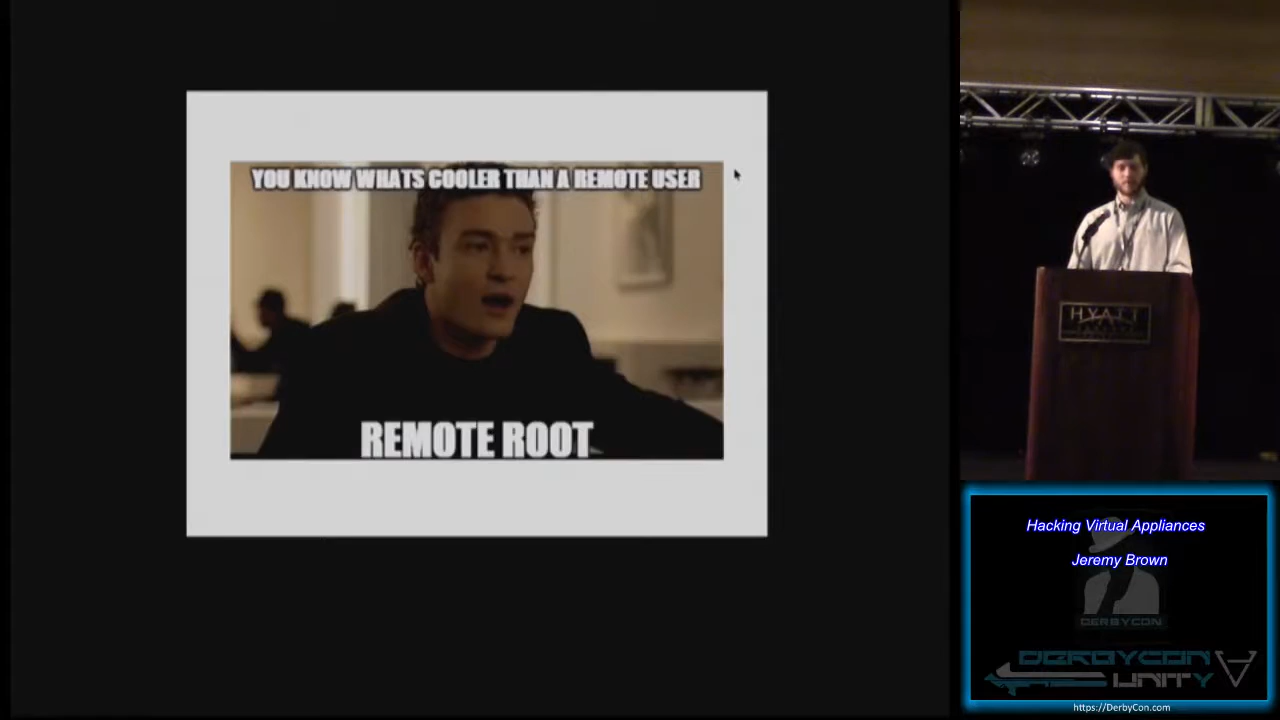 YOU KNOW WHATS COOLER THAN A REMOTE USER
REMOTE ROOT
HYATT
Hacking Virtual Appliances
Jeremy Brown
DERBYCON
DERBYCON
UNITY
https://DerbyCon.com